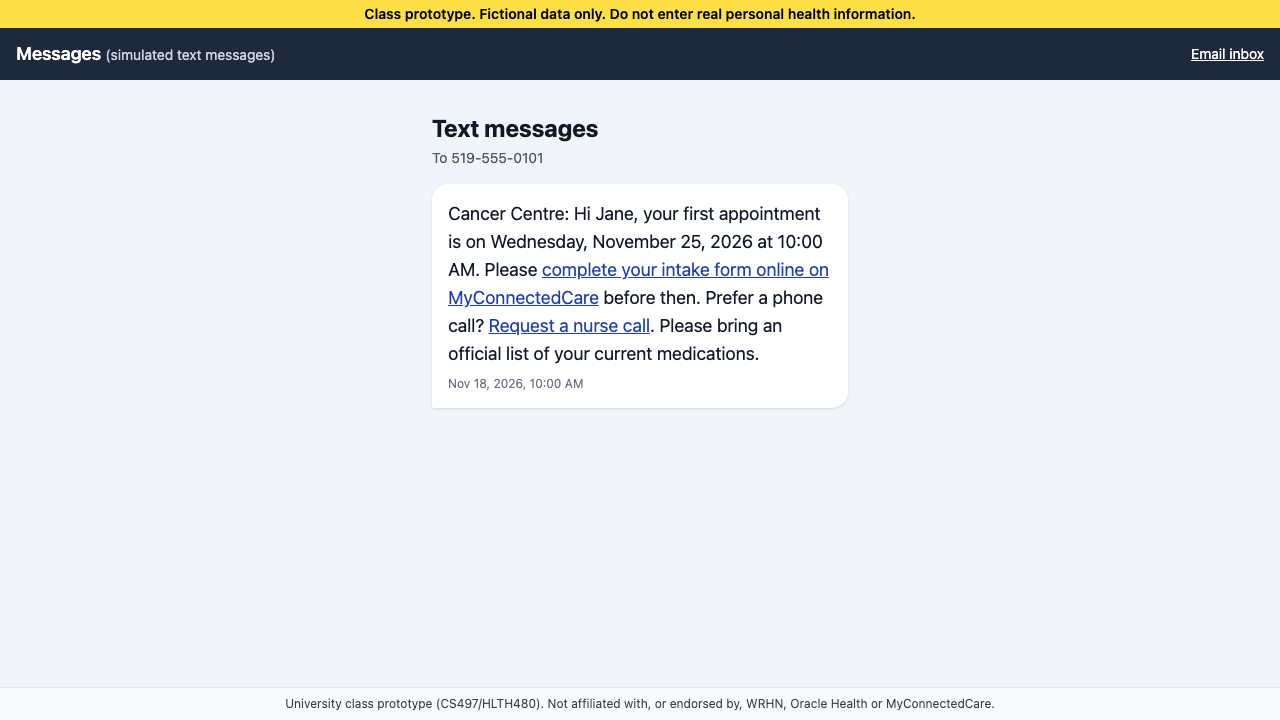 Class prototype. Fictional data only. Do not enter real personal health information.
Messages (simulated text messages)
Email inbox
Text messages
To 519-555-0101
Cancer Centre: Hi Jane, your first appointment
is on Wednesday, November 25, 2026 at 10:00
AM. Please complete your intake form online on
MyConnectedCare before then. Prefer a phone
call? Request a nurse call. Please bring an
official list of your current medications.
Nov 18, 2026, 10:00 AM
University class prototype (CS497/HLTH480). Not affiliated with, or endorsed by, WRHN, Oracle Health or MyConnectedCare.